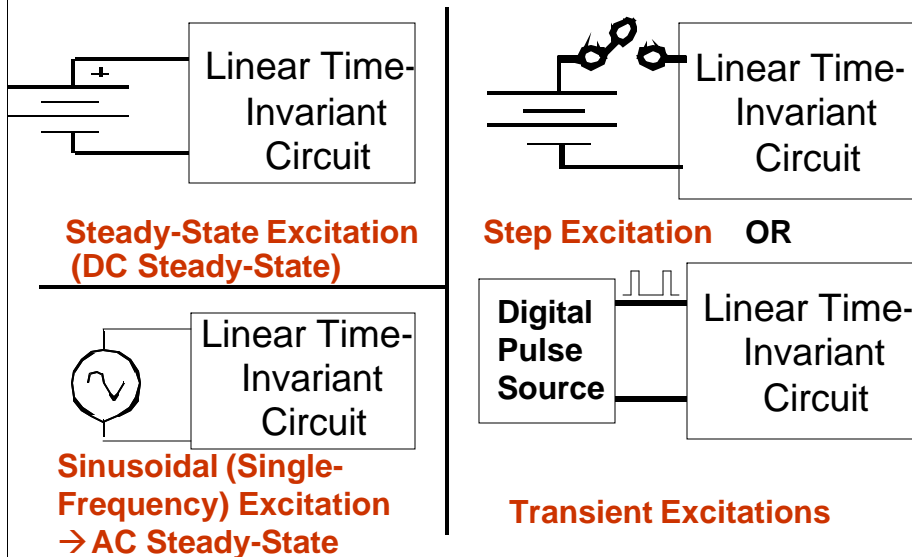 +
Linear Time-
Invariant
Circuit
Steady-State Excitation
(DC Steady-State)
Linear Time-
Invariant
Circuit
Sinusoidal (Single-
Frequency) Excitation
→ AC Steady-State
Linear Time-
Invariant
Circuit
Step Excitation OR
Digital
Pulse
Source
Linear Time-
Invariant
Circuit
Transient Excitations